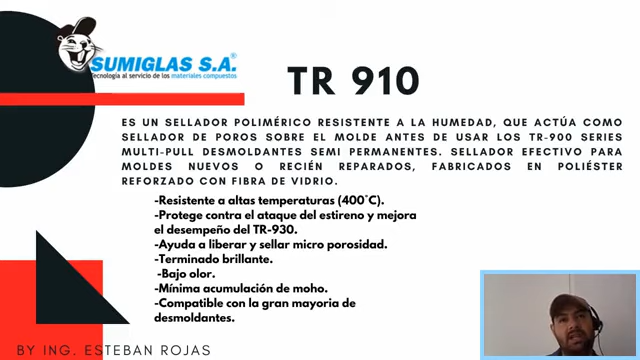 SUMIGLAS S.A.®
Tecnología al servicio de los materiales compuestos
TR 910
ES UN SELLADOR POLIMÉRICO RESISTENTE A LA HUMEDAD, QUE ACTÚA COMO
SELLADOR DE POROS SOBRE EL MOLDE ANTES DE USAR LOS TR-900 SERIES
MULTI-PULL DESMOLDANTES SEMI PERMANENTES. SELLADOR EFECTIVO PARA
MOLDES NUEVOS O RECIÉN REPARADOS, FABRICADOS EN POLIÉSTER
REFORZADO CON FIBRA DE VIDRIO.
-Resistente a altas temperaturas (400°C).
-Protege contra el ataque del estireno y mejora
el desempeño del TR-930.
-Ayuda a liberar y sellar micro porosidad.
-Terminado brillante.
-Bajo olor.
-Mínima acumulación de moho.
-Compatible con la gran mayoria de
desmoldantes.
BY ING. ESTEBAN ROJAS